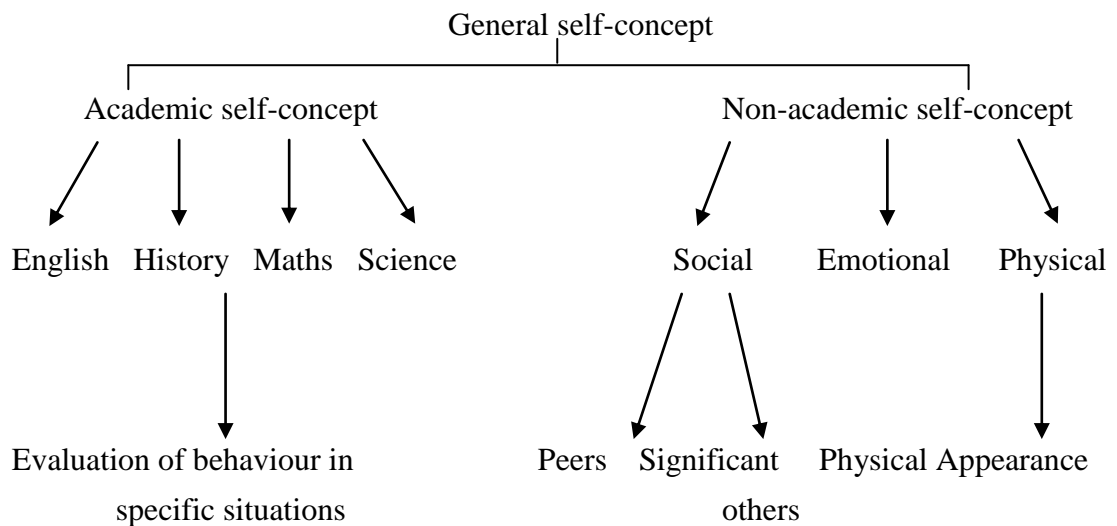 General self-concept
Academic self-concept Non-academic self-concept
English History Maths Science Social Emotional Physical
Evaluation of behaviour in Peers Significant Physical Appearance
specific situations others